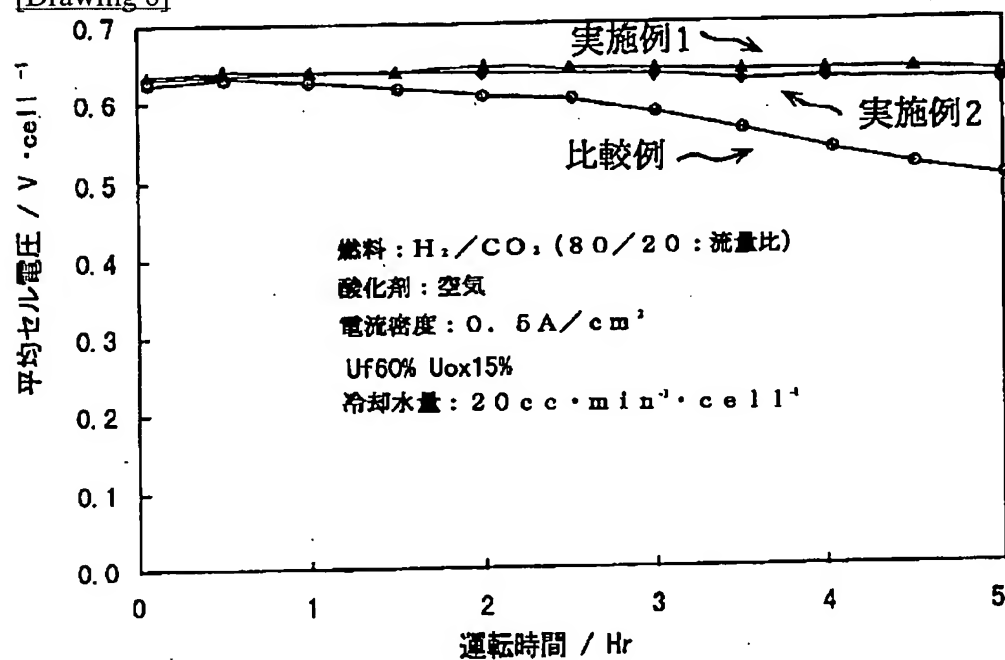 [Drawing 6]
0.7
0.6
0.5
0.4
0.3
0.2
0.1
0.0
平均セル電圧 / V・cell⁻¹
実施例1
実施例2
比較例
燃料：H₂／CO₂（80／20：流量比）
酸化剤：空気
電流密度：0.5A／cm²
Uf60% Uox15%
冷却水量：20cc・min⁻¹・cell⁻¹
0 1 2 3 4 5
運転時間 / Hr